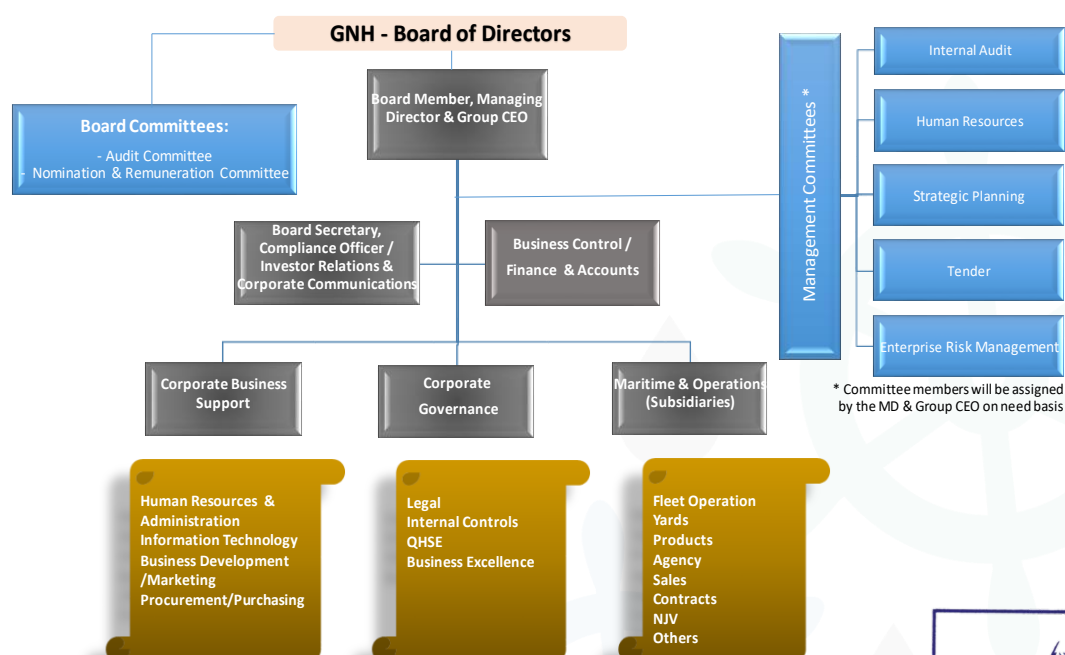 GNH - Board of Directors
Board Member, Managing
Director & Group CEO
Board Committees:
- Audit Committee
- Nomination & Remuneration Committee
Management Committees *
Internal Audit
Human Resources
Strategic Planning
Tender
Enterprise Risk Management
* Committee members will be assigned
by the MD & Group CEO on need basis
Board Secretary,
Compliance Officer /
Investor Relations &
Corporate Communications
Business Control /
Finance & Accounts
Corporate Business
Support
Corporate
Governance
Maritime & Operations
(Subsidiaries)
Human Resources &
Administration
Information Technology
Business Development
/Marketing
Procurement/Purchasing
Legal
Internal Controls
QHSE
Business Excellence
Fleet Operation
Yards
Products
Agency
Sales
Contracts
NJV
Others